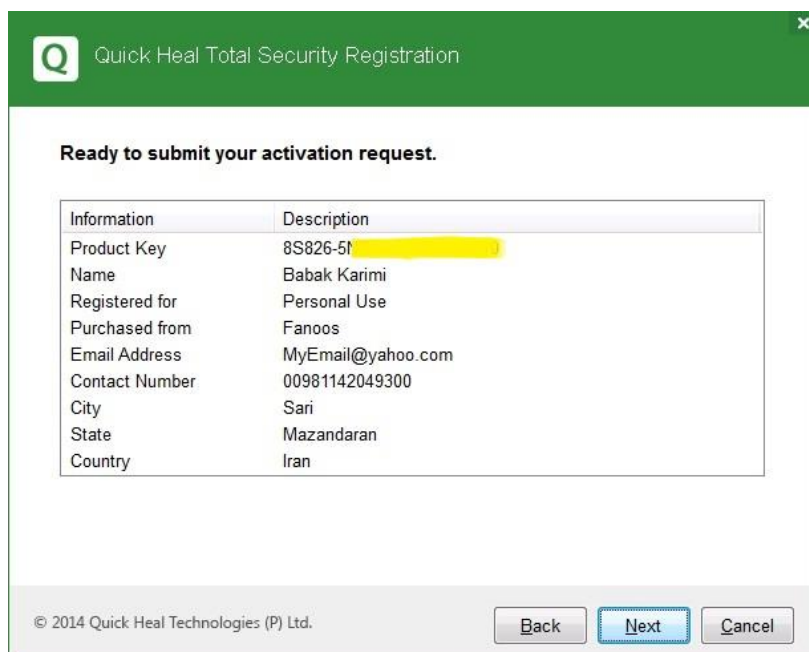 Q
Quick Heal Total Security Registration
Ready to submit your activation request.
Information Description
Product Key 8S826-5
Name Babak Karimi
Registered for Personal Use
Purchased from Fanoos
Email Address MyEmail@yahoo.com
Contact Number 00981142049300
City Sari
State Mazandaran
Country Iran
© 2014 Quick Heal Technologies (P) Ltd.
Back Next Cancel